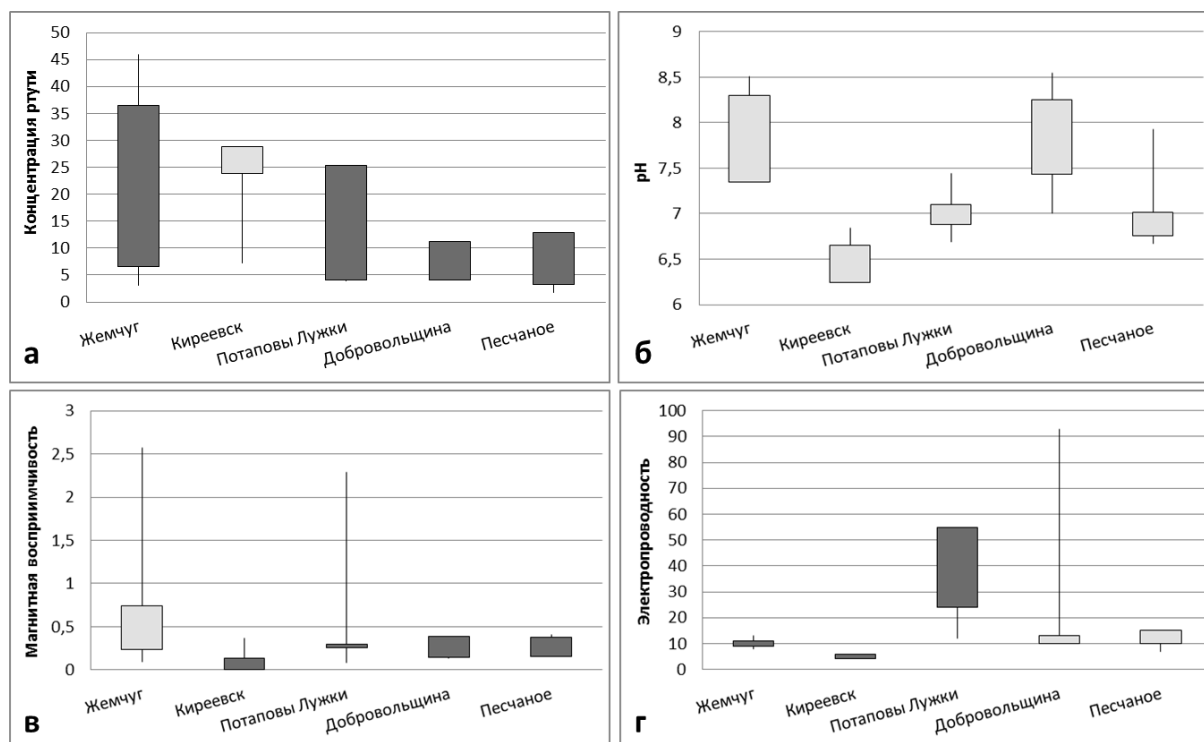 Концентрация ртути
50
45
40
35
30
25
20
15
10
5
0
Жемчуг
Киреевск
Потаповы Лужки
Добровольщина
Песчаное
а
pH
9
8,5
8
7,5
7
6,5
6
Жемчуг
Киреевск
Потаповы Лужки
Добровольщина
Песчаное
б
Магнитная восприимчивость
3
2,5
2
1,5
1
0,5
0
Жемчуг
Киреевск
Потаповы Лужки
Добровольщина
Песчаное
в
Электропроводность
100
90
80
70
60
50
40
30
20
10
0
Жемчуг
Киреевск
Потаповы Лужки
Добровольщина
Песчаное
г